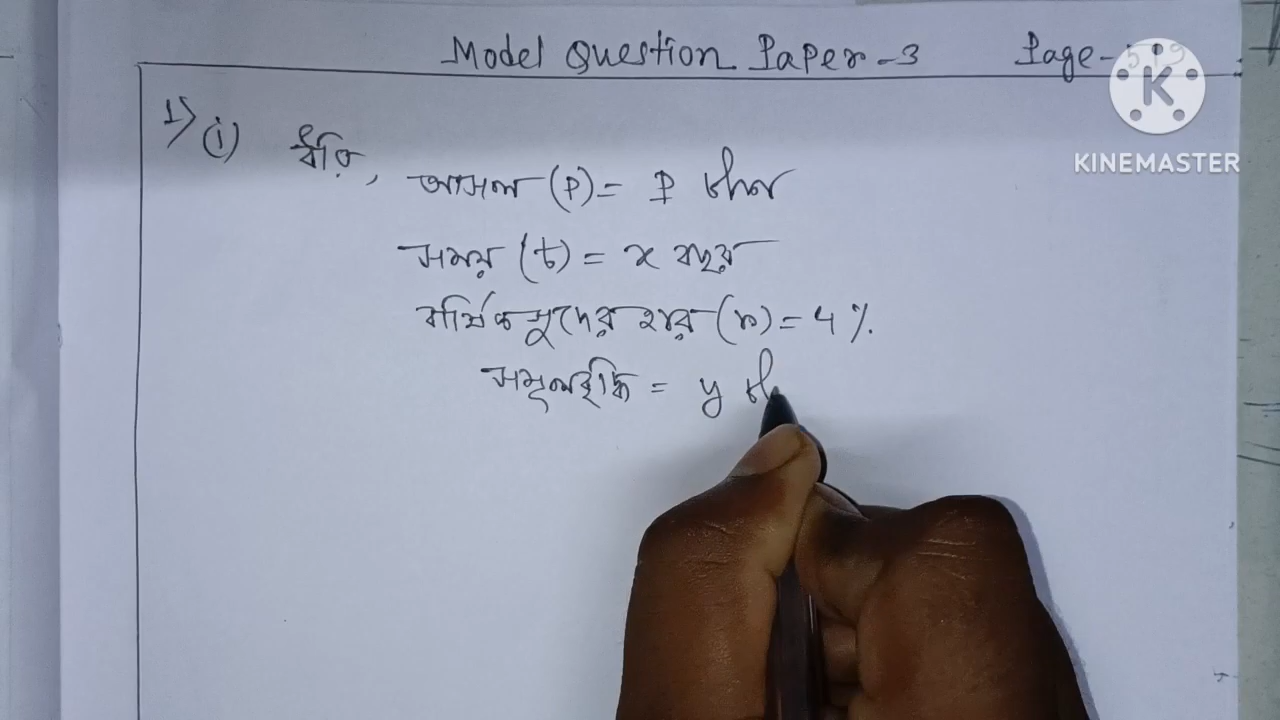 Model Question Paper-3 Page-
1) (i) ধরি,
আসল (P) = P টাকা
সময় (t) = x বছর
বার্ষিক সুদের হার (r) = 4%.
সমূলবৃদ্ধি = y
KINEMASTER